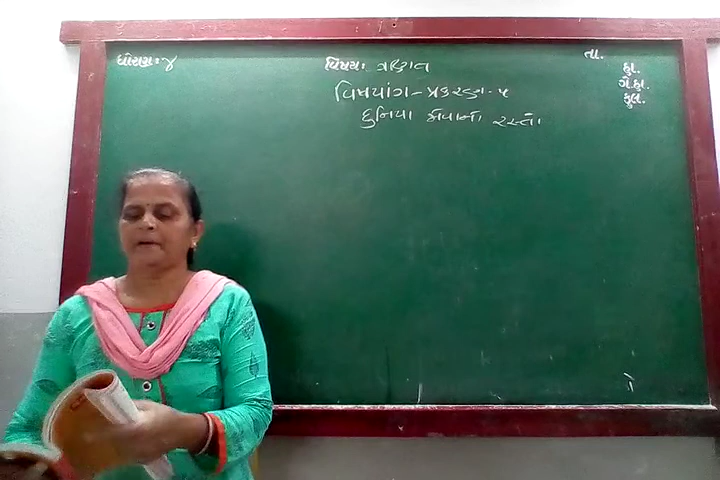 ધોરણ: ૪
વિષય:
તા.
હા.
ગે.હા.
કુલ.
વિષયાંગ - પ્રકરણ - ૫
દુનિયા જોવાનો રસ્તો